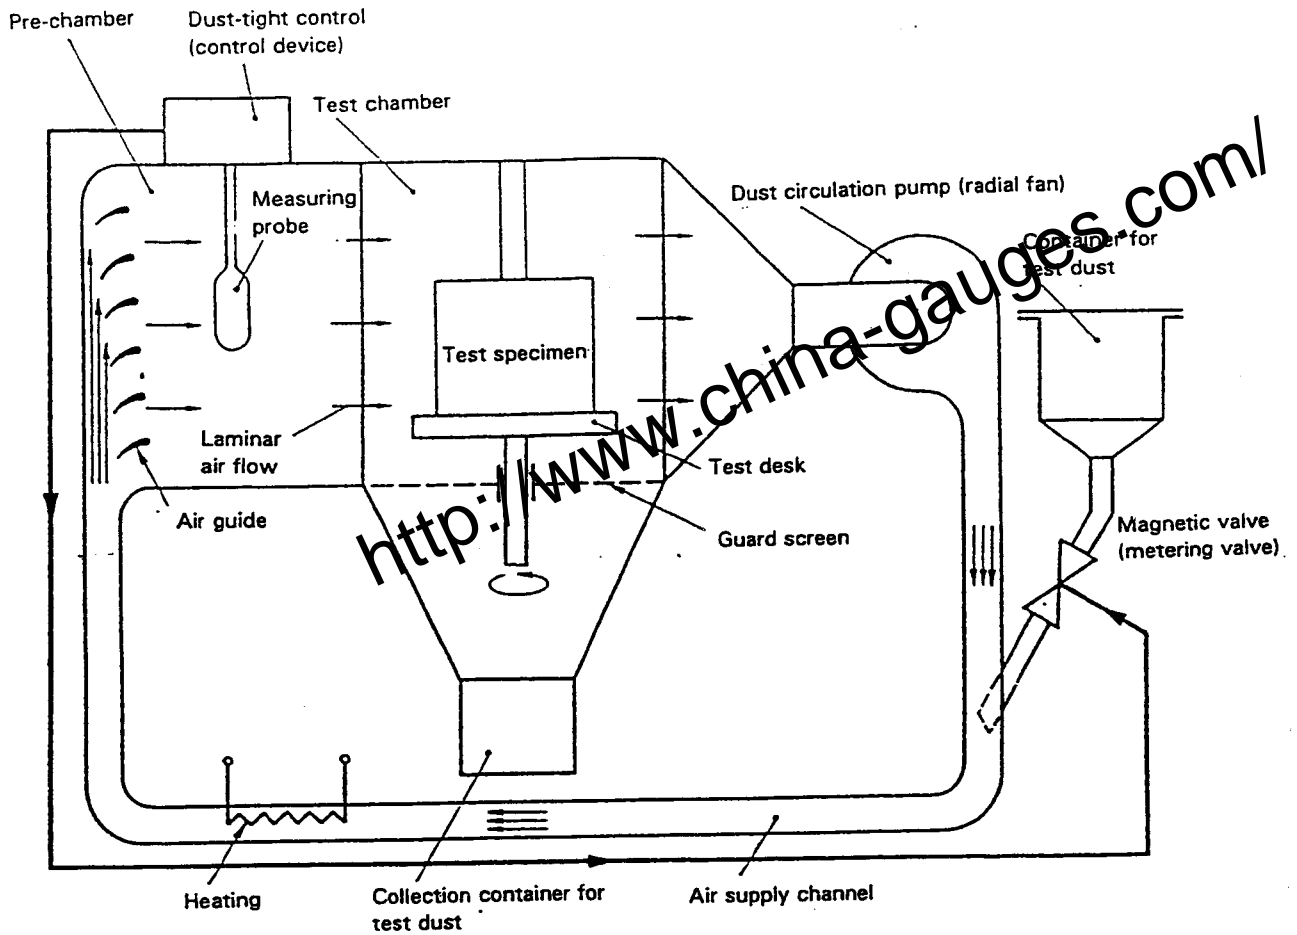 Pre-chamber
Dust-tight control
(control device)
Test chamber
Measuring
probe
Dust circulation pump (radial fan)
Container for
test dust
Test specimen
Laminar
air flow
Test desk
Air guide
Guard screen
Magnetic valve
(metering valve)
Heating
Collection container for
test dust
Air supply channel
http://www.china-gauges.com/